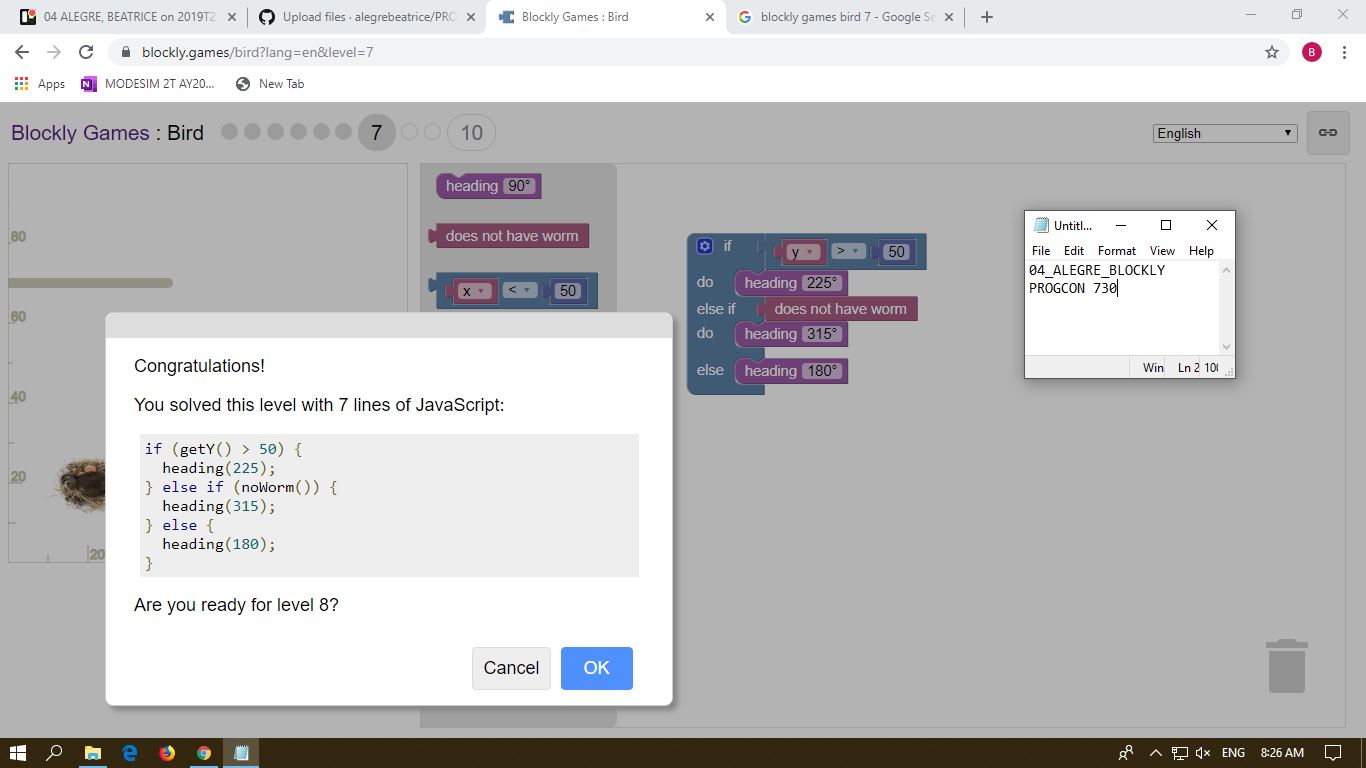 04 ALEGRE, BEATRICE on 2019T2
Upload files · alegrebeatrice/PRO
Blockly Games : Bird
blockly games bird 7 - Google Se
blockly.games/bird?lang=en&level=7
B
Apps
MODESIM 2T AY20...
New Tab
Blockly Games : Bird
7
10
English
80
60
40
20
20
heading 90°
does not have worm
x < 50
if y > 50
do heading 225°
else if does not have worm
do heading 315°
else heading 180°
Untitl...
File Edit Format View Help
04_ALEGRE_BLOCKLY
PROGCON 730
Win Ln 2 100
Congratulations!
You solved this level with 7 lines of JavaScript:
if (getY() > 50) {
heading(225);
} else if (noWorm()) {
heading(315);
} else {
heading(180);
}
Are you ready for level 8?
Cancel
OK
ENG
8:26 AM